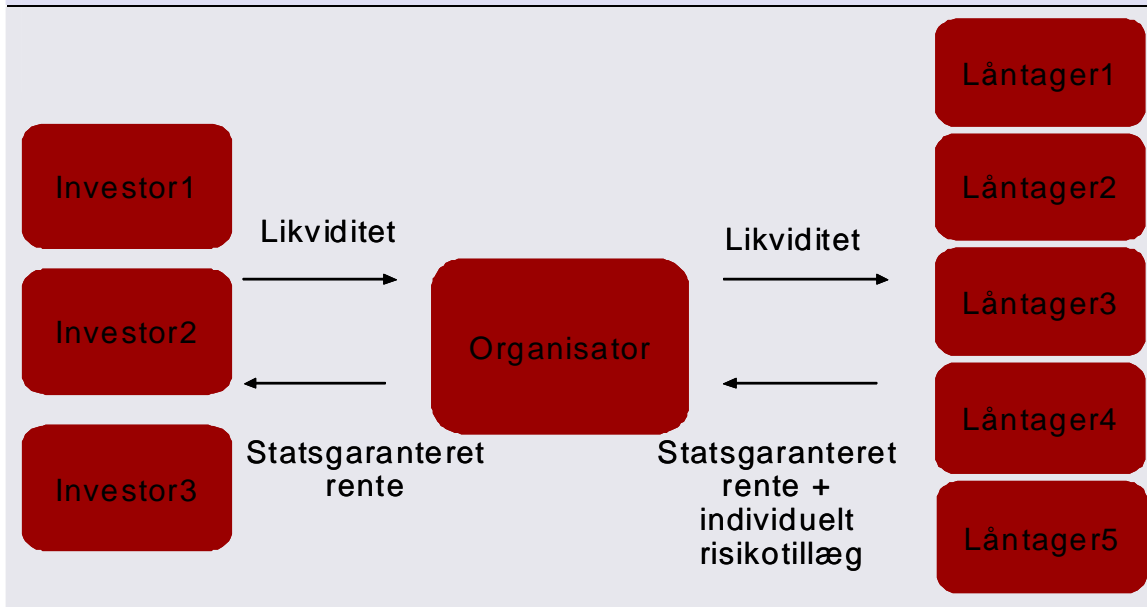 Investor1
Investor2
Investor3
Likviditet
Statsgaranteret
rente
Organisator
Likviditet
Statsgaranteret
rente +
individuelt
risikotillæg
Låntager1
Låntager2
Låntager3
Låntager4
Låntager5